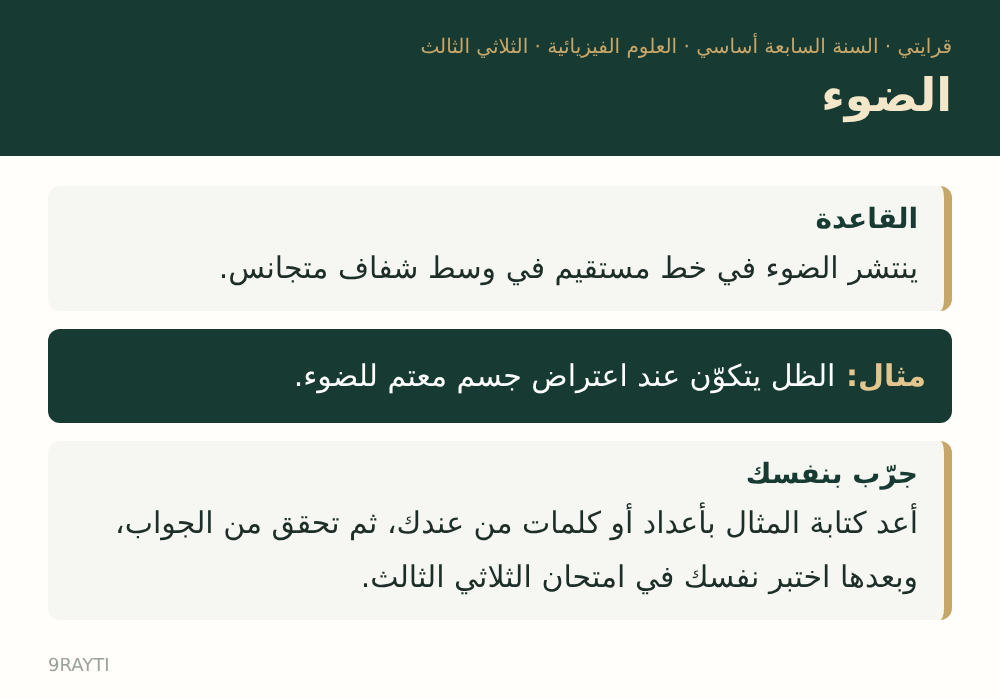 قرايتي · السنة السابعة أساسي · العلوم الفيزيائية · الثلاثي الثالث
الضوء
القاعدة
ينتشر الضوء في خط مستقيم في وسط شفاف متجانس.
مثال: الظل يتكوّن عند اعتراض جسم معتم للضوء.
جرّب بنفسك
أعد كتابة المثال بأعداد أو كلمات من عندك، ثم تحقق من الجواب،
وبعدها اختبر نفسك في امتحان الثلاثي الثالث.
9RAYTI